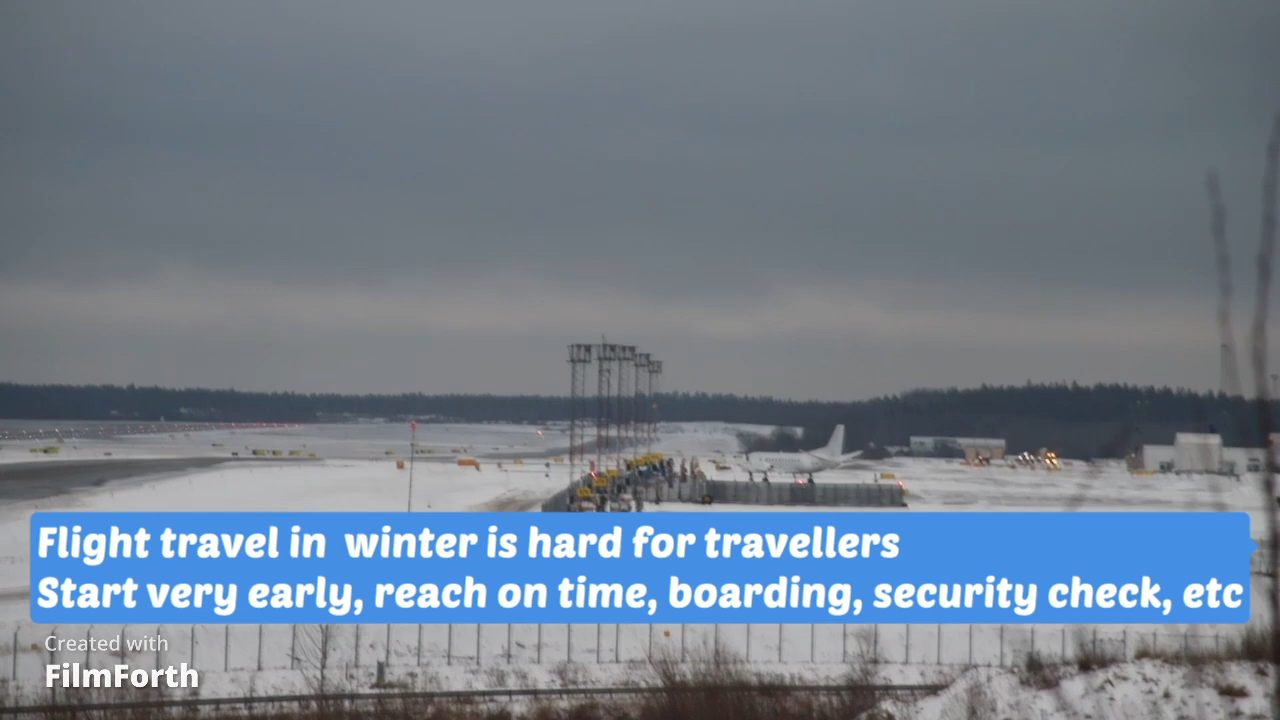 Flight travel in  winter is hard for travellers
Start very early, reach on time, boarding, security check, etc
Created with
FilmForth